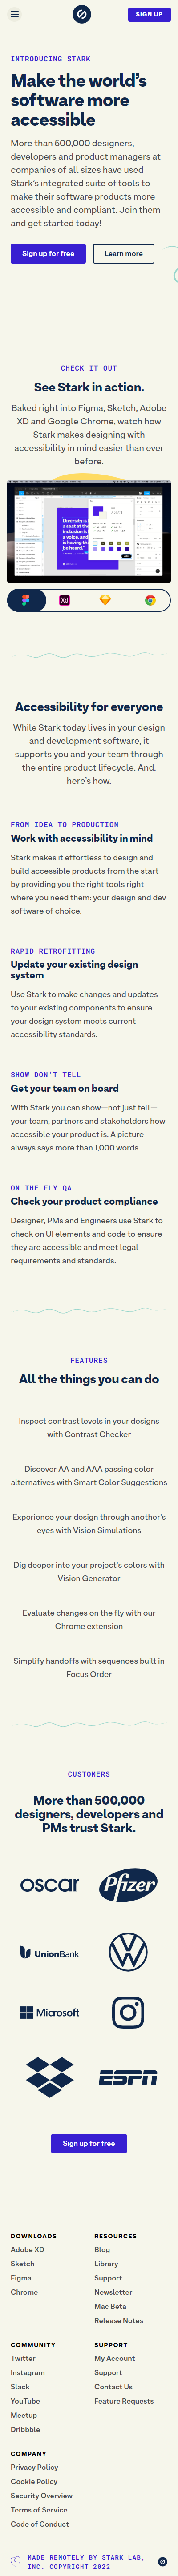 SIGN UP
INTRODUCING STARK
Make the world's
software more
accessible
More than 500,000 designers,
developers and product managers at
companies of all sizes have used
Stark's integrated suite of tools to
make their software products more
accessible and compliant. Join them
and get started today!
Sign up for free
Learn more
CHECK IT OUT
See Stark in action.
Baked right into Figma, Sketch, Adobe
XD and Google Chrome, watch how
Stark makes designing with
accessibility in mind easier than ever
before.
Xd
Accessibility for everyone
While Stark today lives in your design
and development software, it
supports you and your team through
the entire product lifecycle. And,
here's how.
FROM IDEA TO PRODUCTION
Work with accessibility in mind
Stark makes it effortless to design and
build accessible products from the start
by providing you the right tools right
where you need them: your design and dev
software of choice.
RAPID RETROFITTING
Update your existing design
system
Use Stark to make changes and updates
to your existing components to ensure
your design system meets current
accessibility standards.
SHOW DON'T TELL
Get your team on board
With Stark you can show—not just tell—
your team, partners and stakeholders how
accessible your product is. A picture
always says more than 1,000 words.
ON THE FLY QA
Check your product compliance
Designer, PMs and Engineers use Stark to
check on UI elements and code to ensure
they are accessible and meet legal
requirements and standards.
FEATURES
All the things you can do
Inspect contrast levels in your designs
with Contrast Checker
Discover AA and AAA passing color
alternatives with Smart Color Suggestions
Experience your design through another's
eyes with Vision Simulations
Dig deeper into your project's colors with
Vision Generator
Evaluate changes on the fly with our
Chrome extension
Simplify handoffs with sequences built in
Focus Order
CUSTOMERS
More than 500,000
designers, developers and
PMs trust Stark.
oscar
Pfizer
UnionBank
Microsoft
ESPN
Sign up for free
DOWNLOADS
Adobe XD
Sketch
Figma
Chrome
RESOURCES
Blog
Library
Support
Newsletter
Mac Beta
Release Notes
COMMUNITY
Twitter
Instagram
Slack
YouTube
Meetup
Dribbble
SUPPORT
My Account
Support
Contact Us
Feature Requests
COMPANY
Privacy Policy
Cookie Policy
Security Overview
Terms of Service
Code of Conduct
MADE REMOTELY BY STARK LAB,
INC. COPYRIGHT 2022